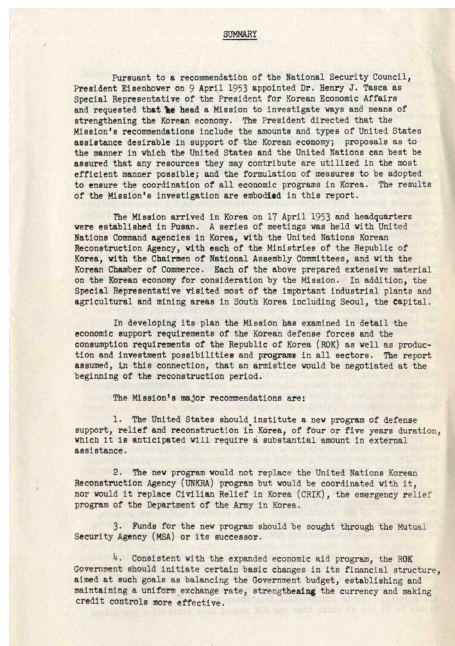 SUMMARY
Pursuant to a recommendation of the National Security Council,
President Eisenhower on 9 April 1953 appointed Dr. Henry J. Tasca as
Special Representative of the President for Korean Economic Affairs
and requested that he head a Mission to investigate ways and means of
strengthening the Korean economy. The President directed that the
Mission's recommendations include the amounts and types of United States
assistance desirable in support of the Korean economy; proposals as to
the manner in which the United States and the United Nations can best be
assured that any resources they may contribute are utilized in the most
efficient manner possible; and the formulation of measures to be adopted
to ensure the coordination of all economic programs in Korea. The results
of the Mission's investigation are embodied in this report.
The Mission arrived in Korea on 17 April 1953 and headquarters
were established in Pusan. A series of meetings was held with United
Nations Command agencies in Korea, with the United Nations Korean
Reconstruction Agency, with each of the Ministries of the Republic of
Korea, with the Chairmen of National Assembly Committees, and with the
Korean Chamber of Commerce. Each of the above prepared extensive material
on the Korean economy for consideration by the Mission. In addition, the
Special Representative visited most of the important industrial plants and
agricultural and mining areas in South Korea including Seoul, the Capital.
In developing its plan the Mission has examined in detail the
economic support requirements of the Korean defense forces and the
consumption requirements of the Republic of Korea (ROK) as well as produc-
tion and investment possibilities and programs in all sectors. The report
assumed, in this connection, that an armistice would be negotiated at the
beginning of the reconstruction period.
The Mission's major recommendations are:
1. The United States should institute a new program of defense
support, relief and reconstruction in Korea, of four or five years duration,
which it is anticipated will require a substantial amount in external
assistance.
2. The new program would not replace the United Nations Korean
Reconstruction Agency (UNKRA) program but would be coordinated with it,
nor would it replace Civilian Relief in Korea (CRIK), the emergency relief
program of the Department of the Army in Korea.
3. Funds for the new program should be sought through the Mutual
Security Agency (MSA) or its successor.
4. Consistent with the expanded economic aid program, the ROK
Government should initiate certain basic changes in its financial structure,
aimed at such goals as balancing the Government budget, establishing and
maintaining a uniform exchange rate, strengthening the currency and making
credit controls more effective.